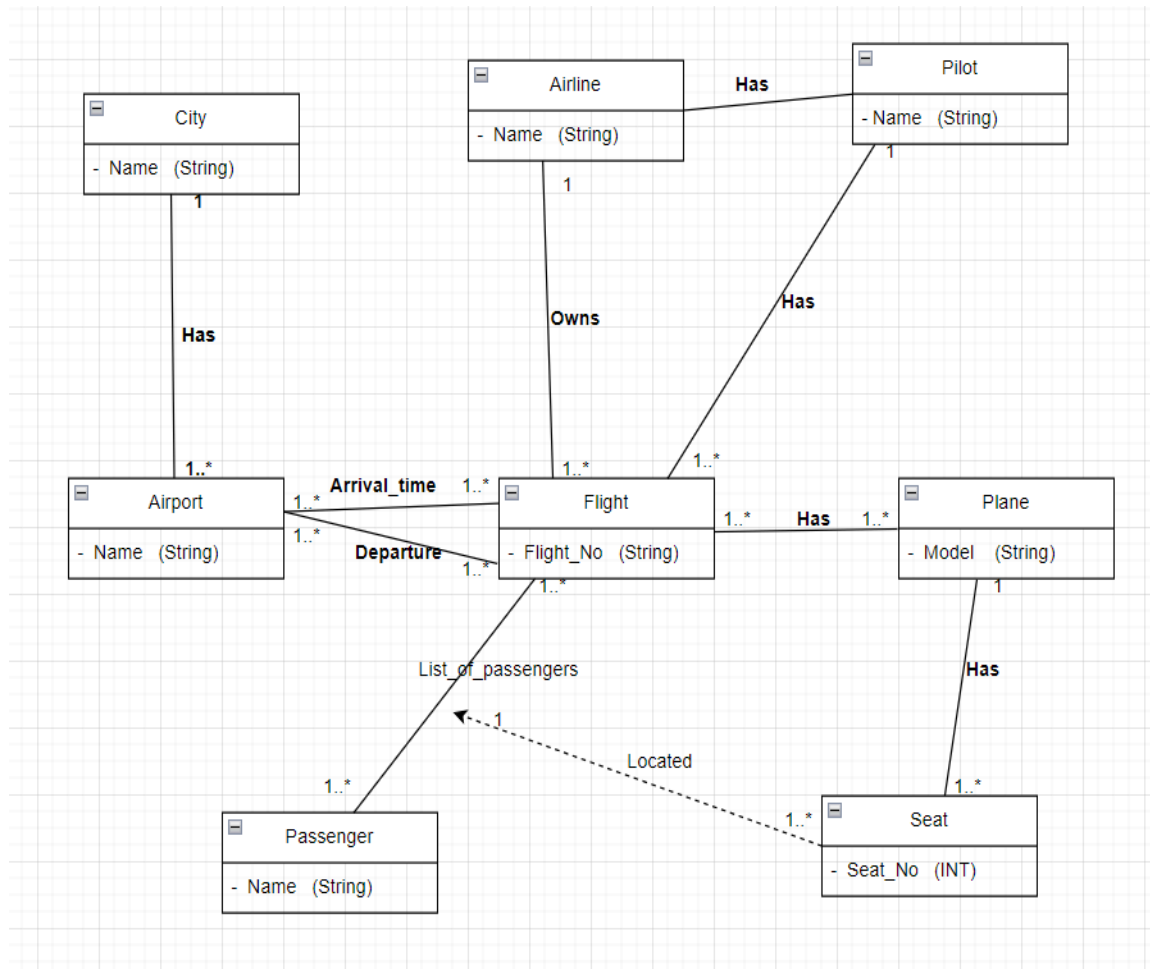 Pilot
- Name (String)
Airline
- Name (String)
Has
City
- Name (String)
1
1
1
Has
Owns
Has
1..*
1..*
1..*
Airport
- Name (String)
Arrival_time
1..*
1..*
Departure
1..*
1..*
Flight
- Flight_No (String)
1..*
Has
1..*
Plane
- Model (String)
1..*
1
List_of_passengers
Has
1
Located
1..*
1..*
1..*
Passenger
- Name (String)
Seat
- Seat_No (INT)